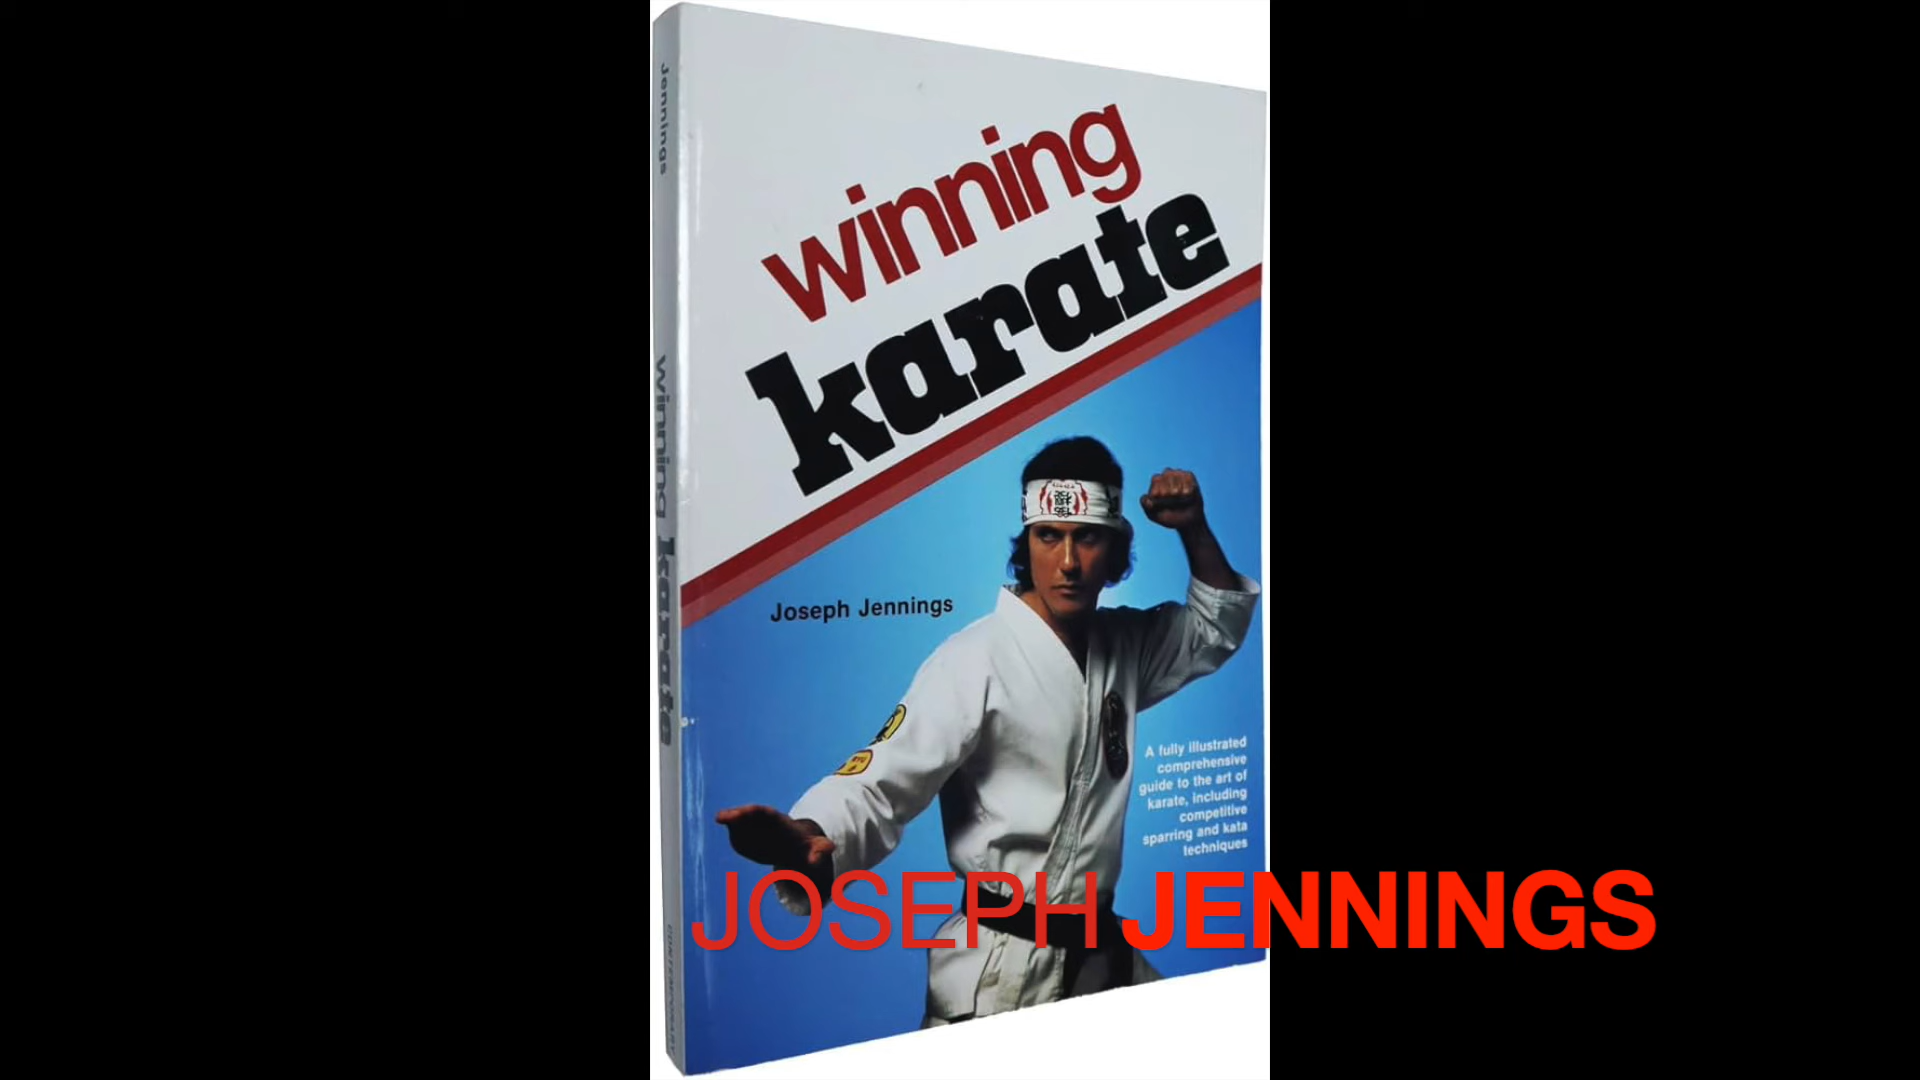 Jennings
winning karate
CONTEMPORARY
winning
karate
Joseph Jennings
A fully illustrated
comprehensive
guide to the art of
karate, including
competitive
sparring and kata
techniques
JOSEPH JENNINGS